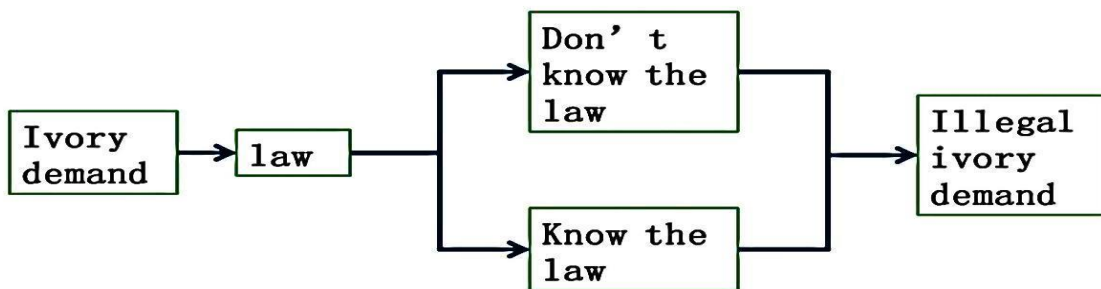 Ivory
demand
law
Don't
know the
law
Know the
law
Illegal
ivory
demand